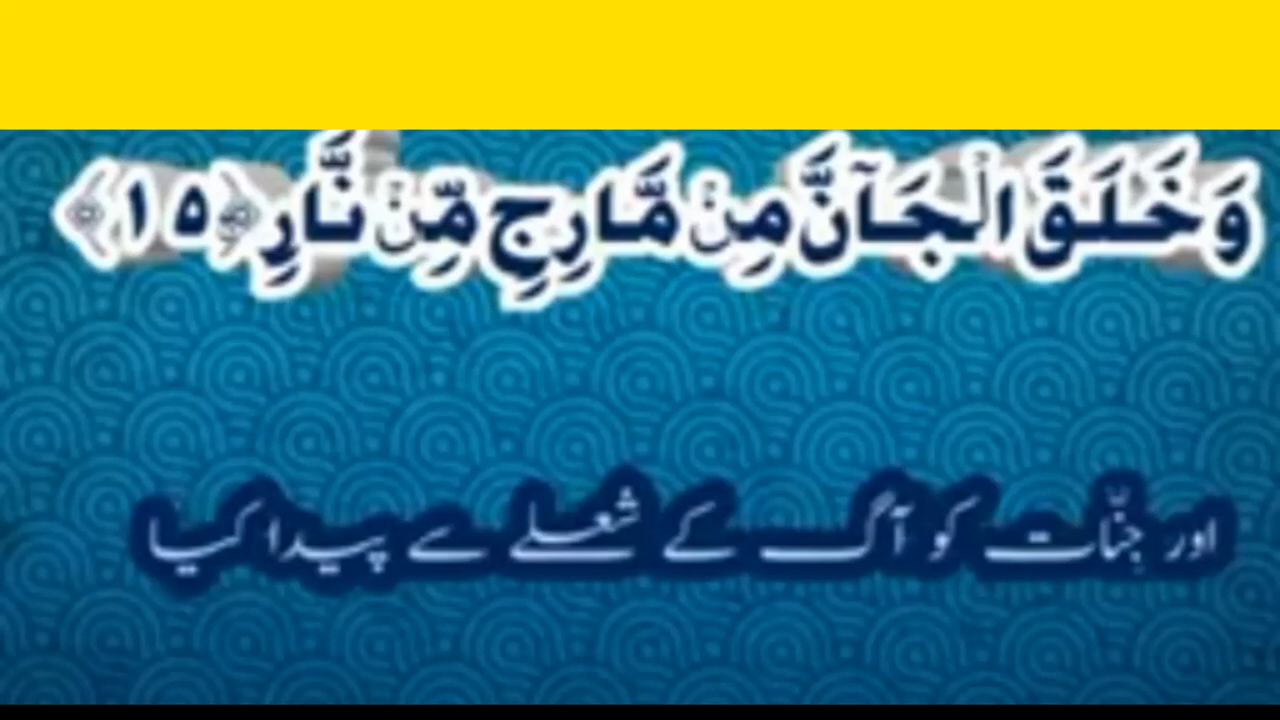 وَخَلَقَ الْجَآنَّ مِنْ مَّارِجٍ مِّنْ نَّارٍ ﴿١٥﴾
اور جنّات کو آگ کے شعلے سے پیدا کیا